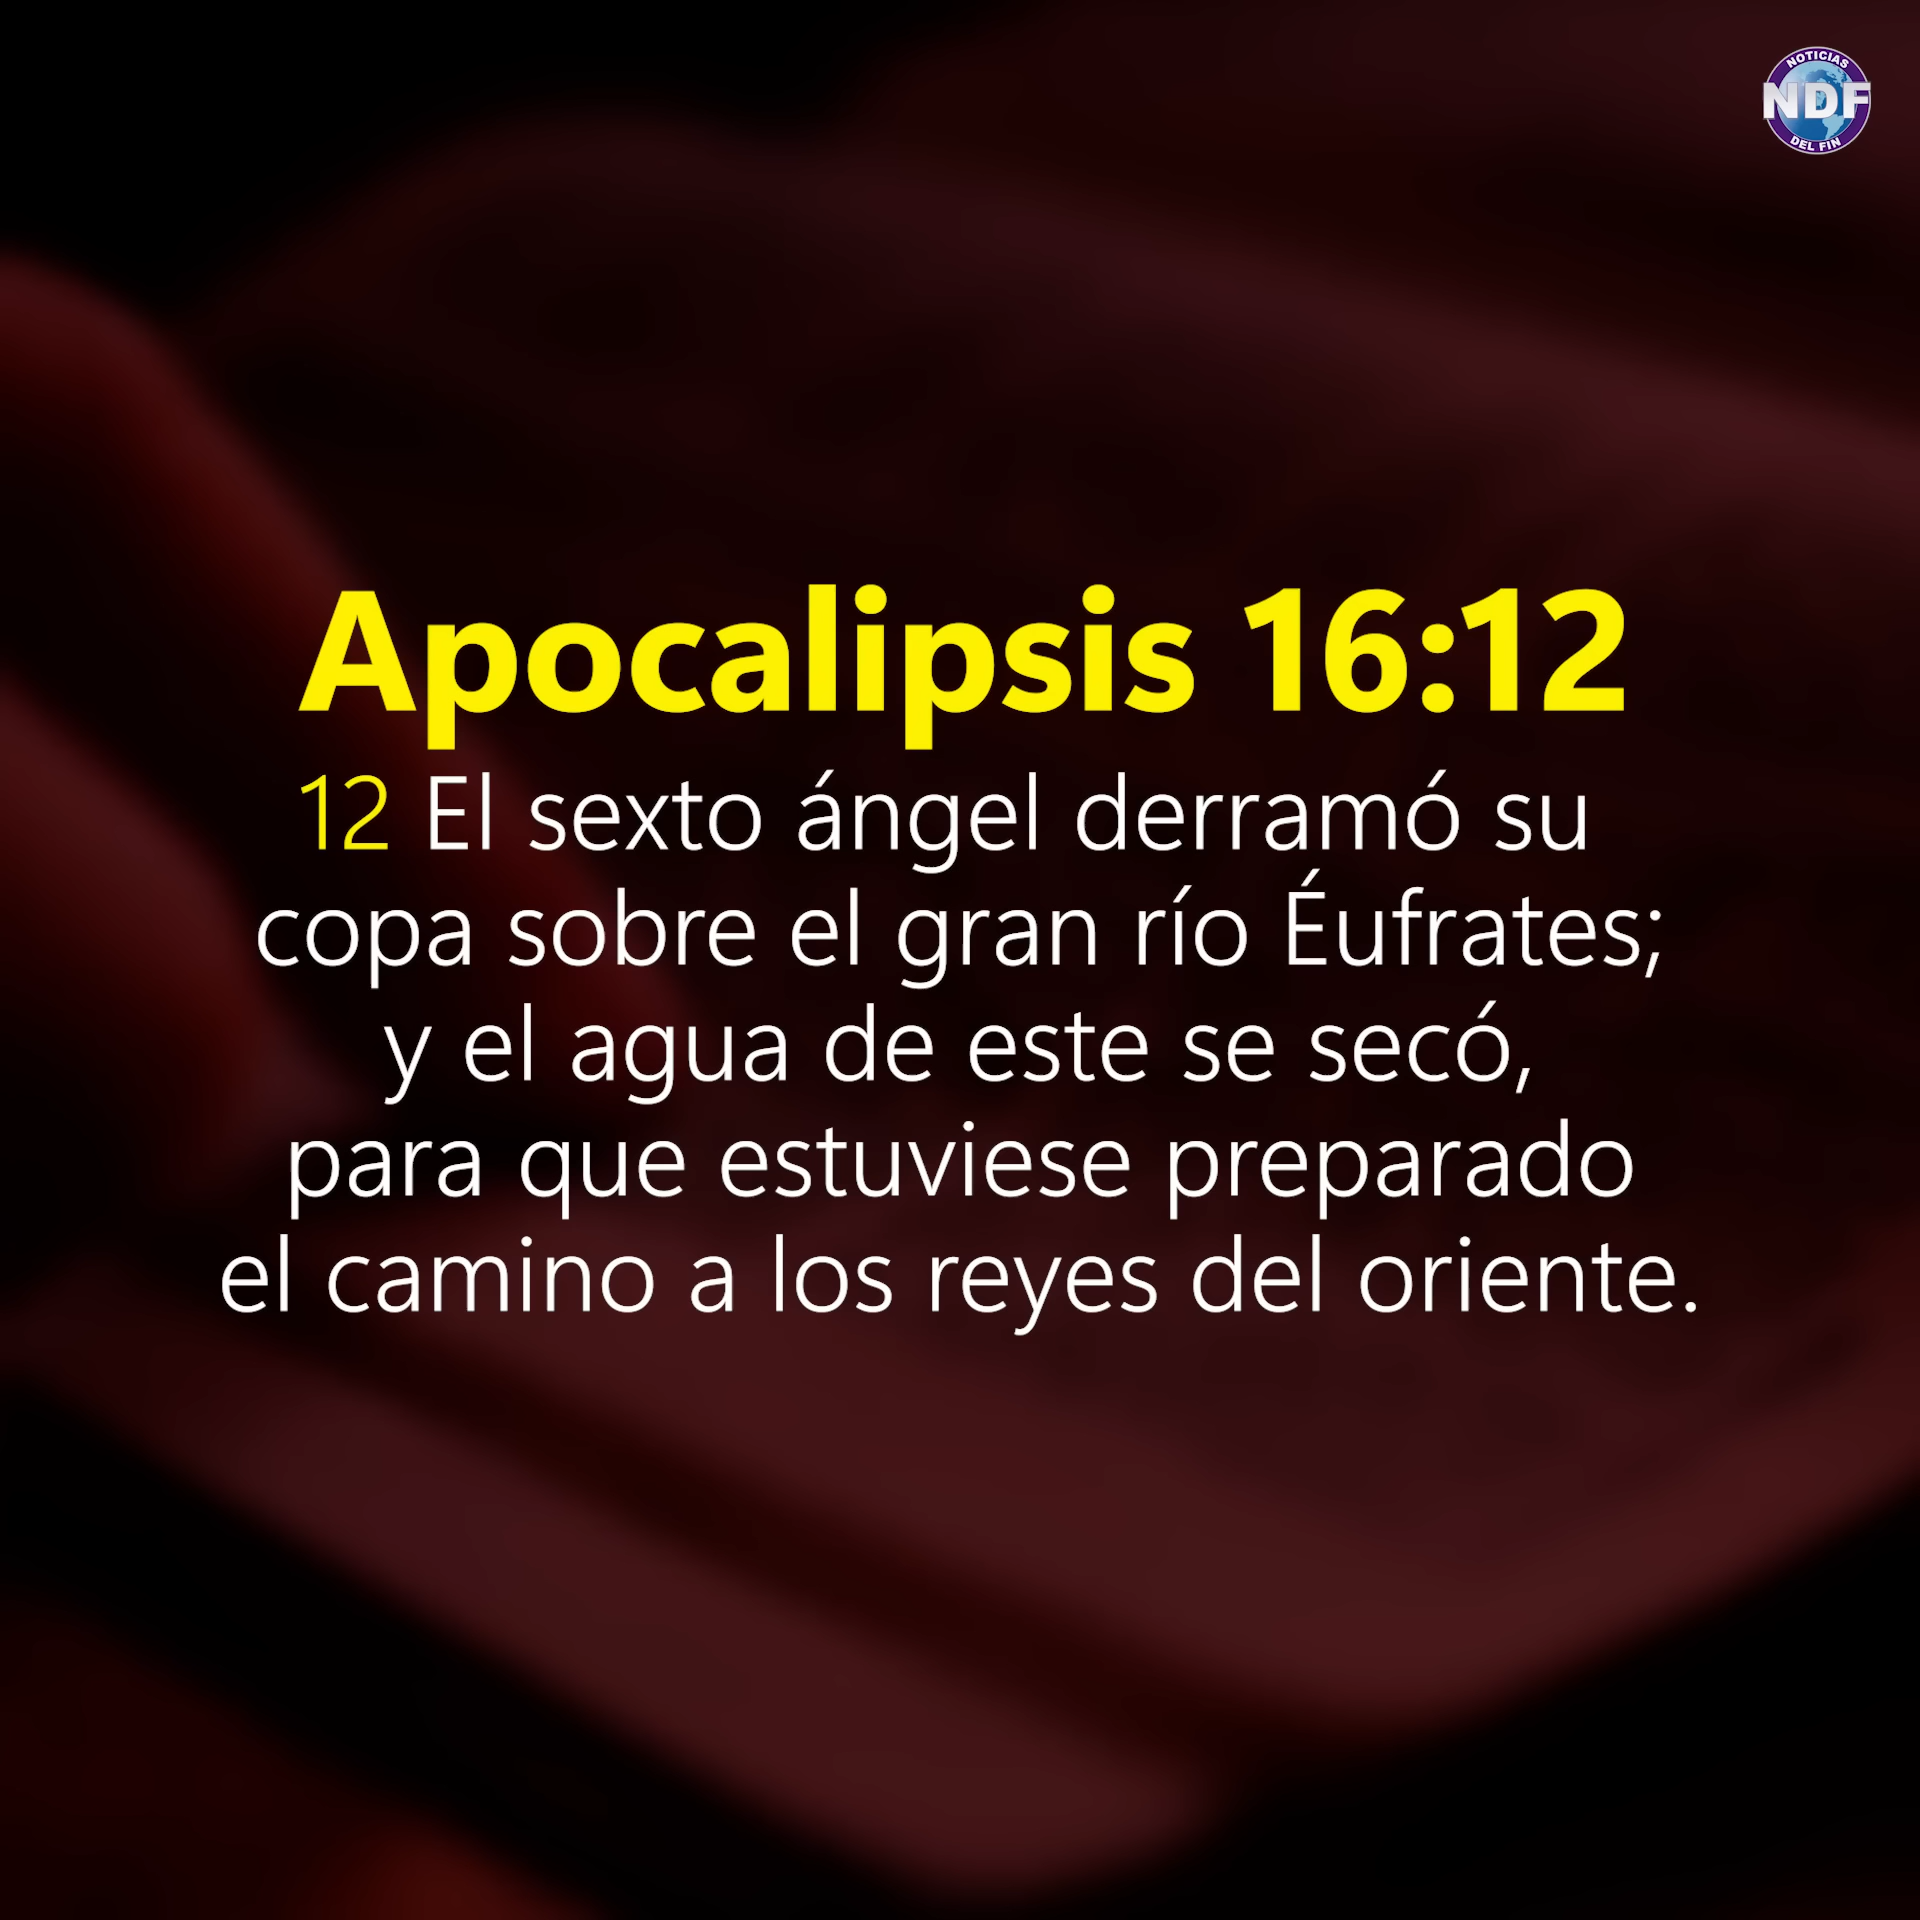 NOTICIAS
NDF
DEL FIN
Apocalipsis 16:12
12 El sexto ángel derramó su
copa sobre el gran río Éufrates;
y el agua de este se secó,
para que estuviese preparado
el camino a los reyes del oriente.